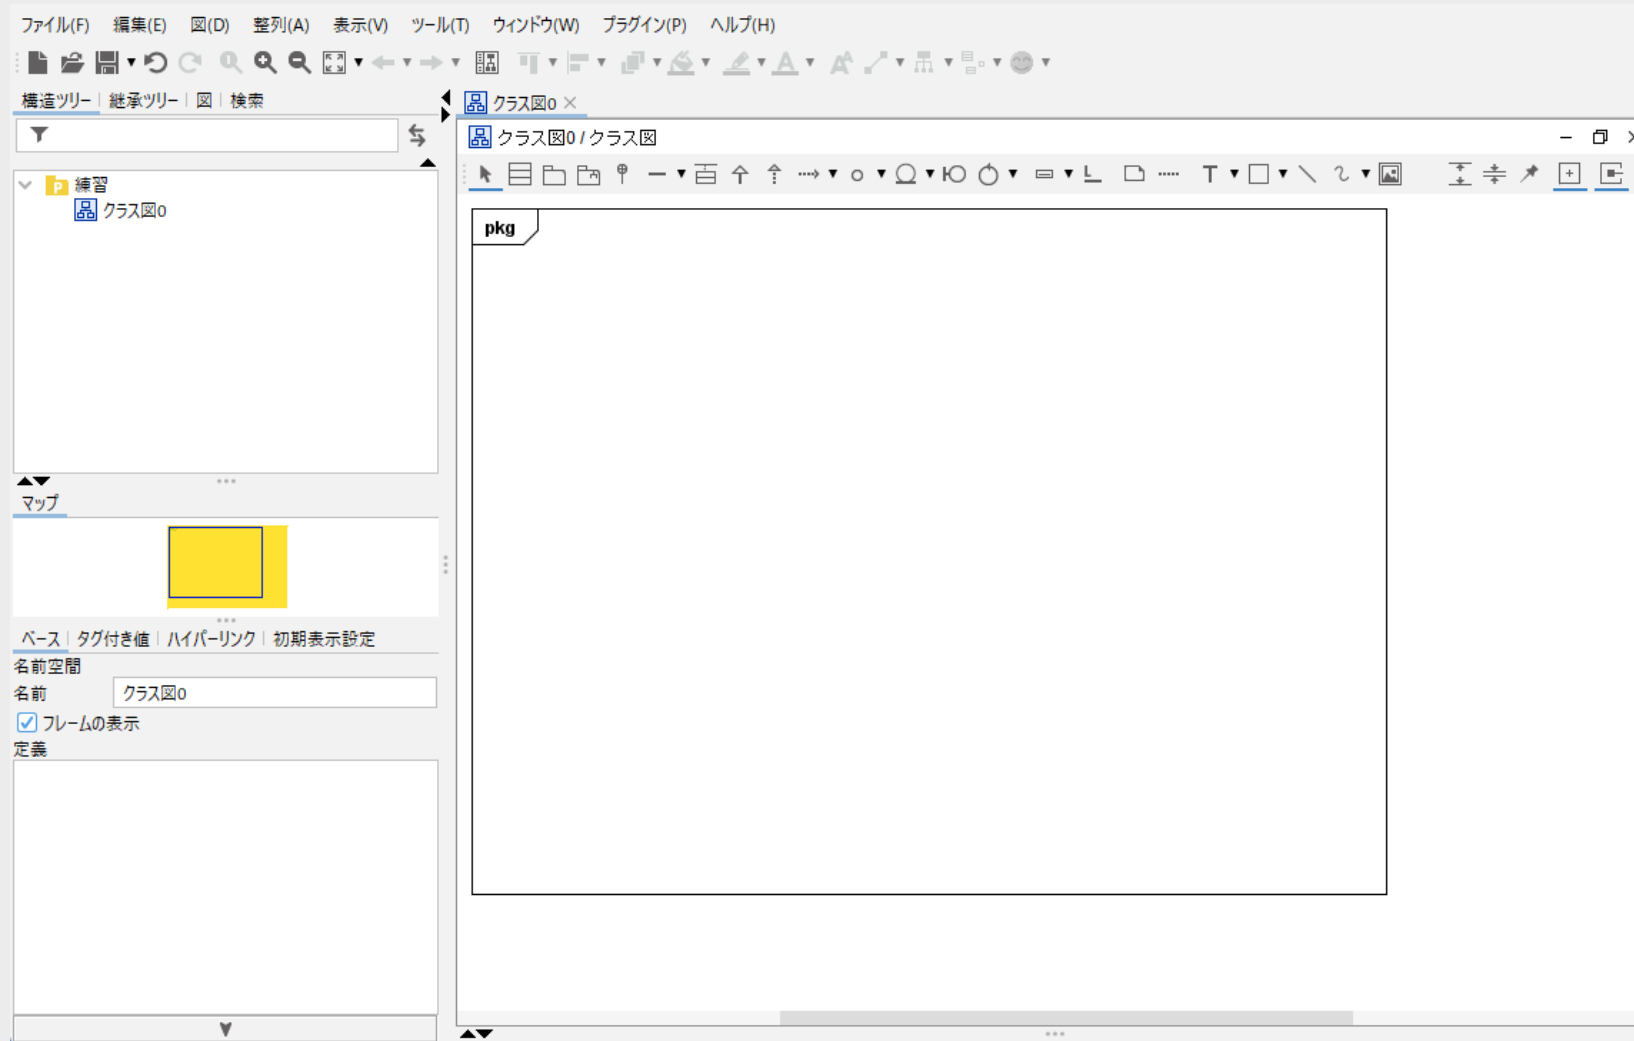 ファイル(F) 編集(E) 図(D) 整列(A) 表示(V) ツール(T) ウィンドウ(W) プラグイン(P) ヘルプ(H)
構造ツリー 継承ツリー 図 検索
クラス図0
クラス図0 / クラス図
練習
クラス図0
pkg
マップ
ベース タグ付き値 ハイパーリンク 初期表示設定
名前空間
名前 クラス図0
フレームの表示
定義